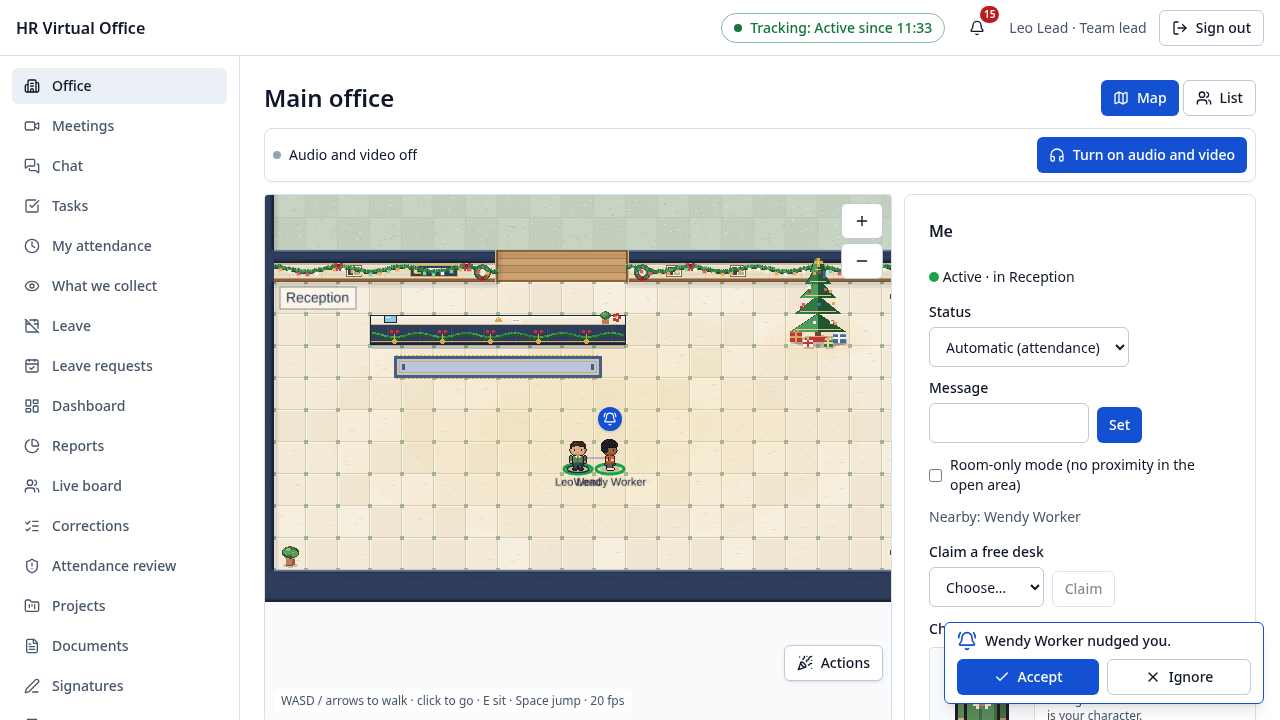 HR Virtual Office
Tracking: Active since 11:33
15
Leo Lead · Team lead
Sign out
Office
Meetings
Chat
Tasks
My attendance
What we collect
Leave
Leave requests
Dashboard
Reports
Live board
Corrections
Attendance review
Projects
Documents
Signatures
Main office
Map
List
Audio and video off
Turn on audio and video
+
−
Reception
Leo Lead
Wendy Worker
Actions
WASD / arrows to walk · click to go · E sit · Space jump · 20 fps
Me
Active · in Reception
Status
Automatic (attendance)
Message
Set
Room-only mode (no proximity in the
open area)
Nearby: Wendy Worker
Claim a free desk
Choose...
Claim
Wendy Worker nudged you.
Accept
Ignore
is your character.